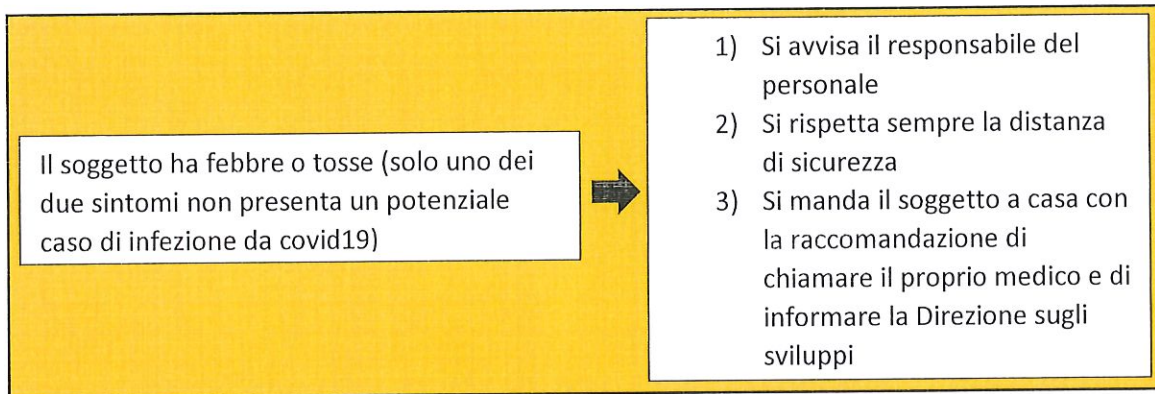 Il soggetto ha febbre o tosse (solo uno dei
due sintomi non presenta un potenziale
caso di infezione da covid19)
1) Si avvisa il responsabile del
personale
2) Si rispetta sempre la distanza
di sicurezza
3) Si manda il soggetto a casa con
la raccomandazione di
chiamare il proprio medico e di
informare la Direzione sugli
sviluppi